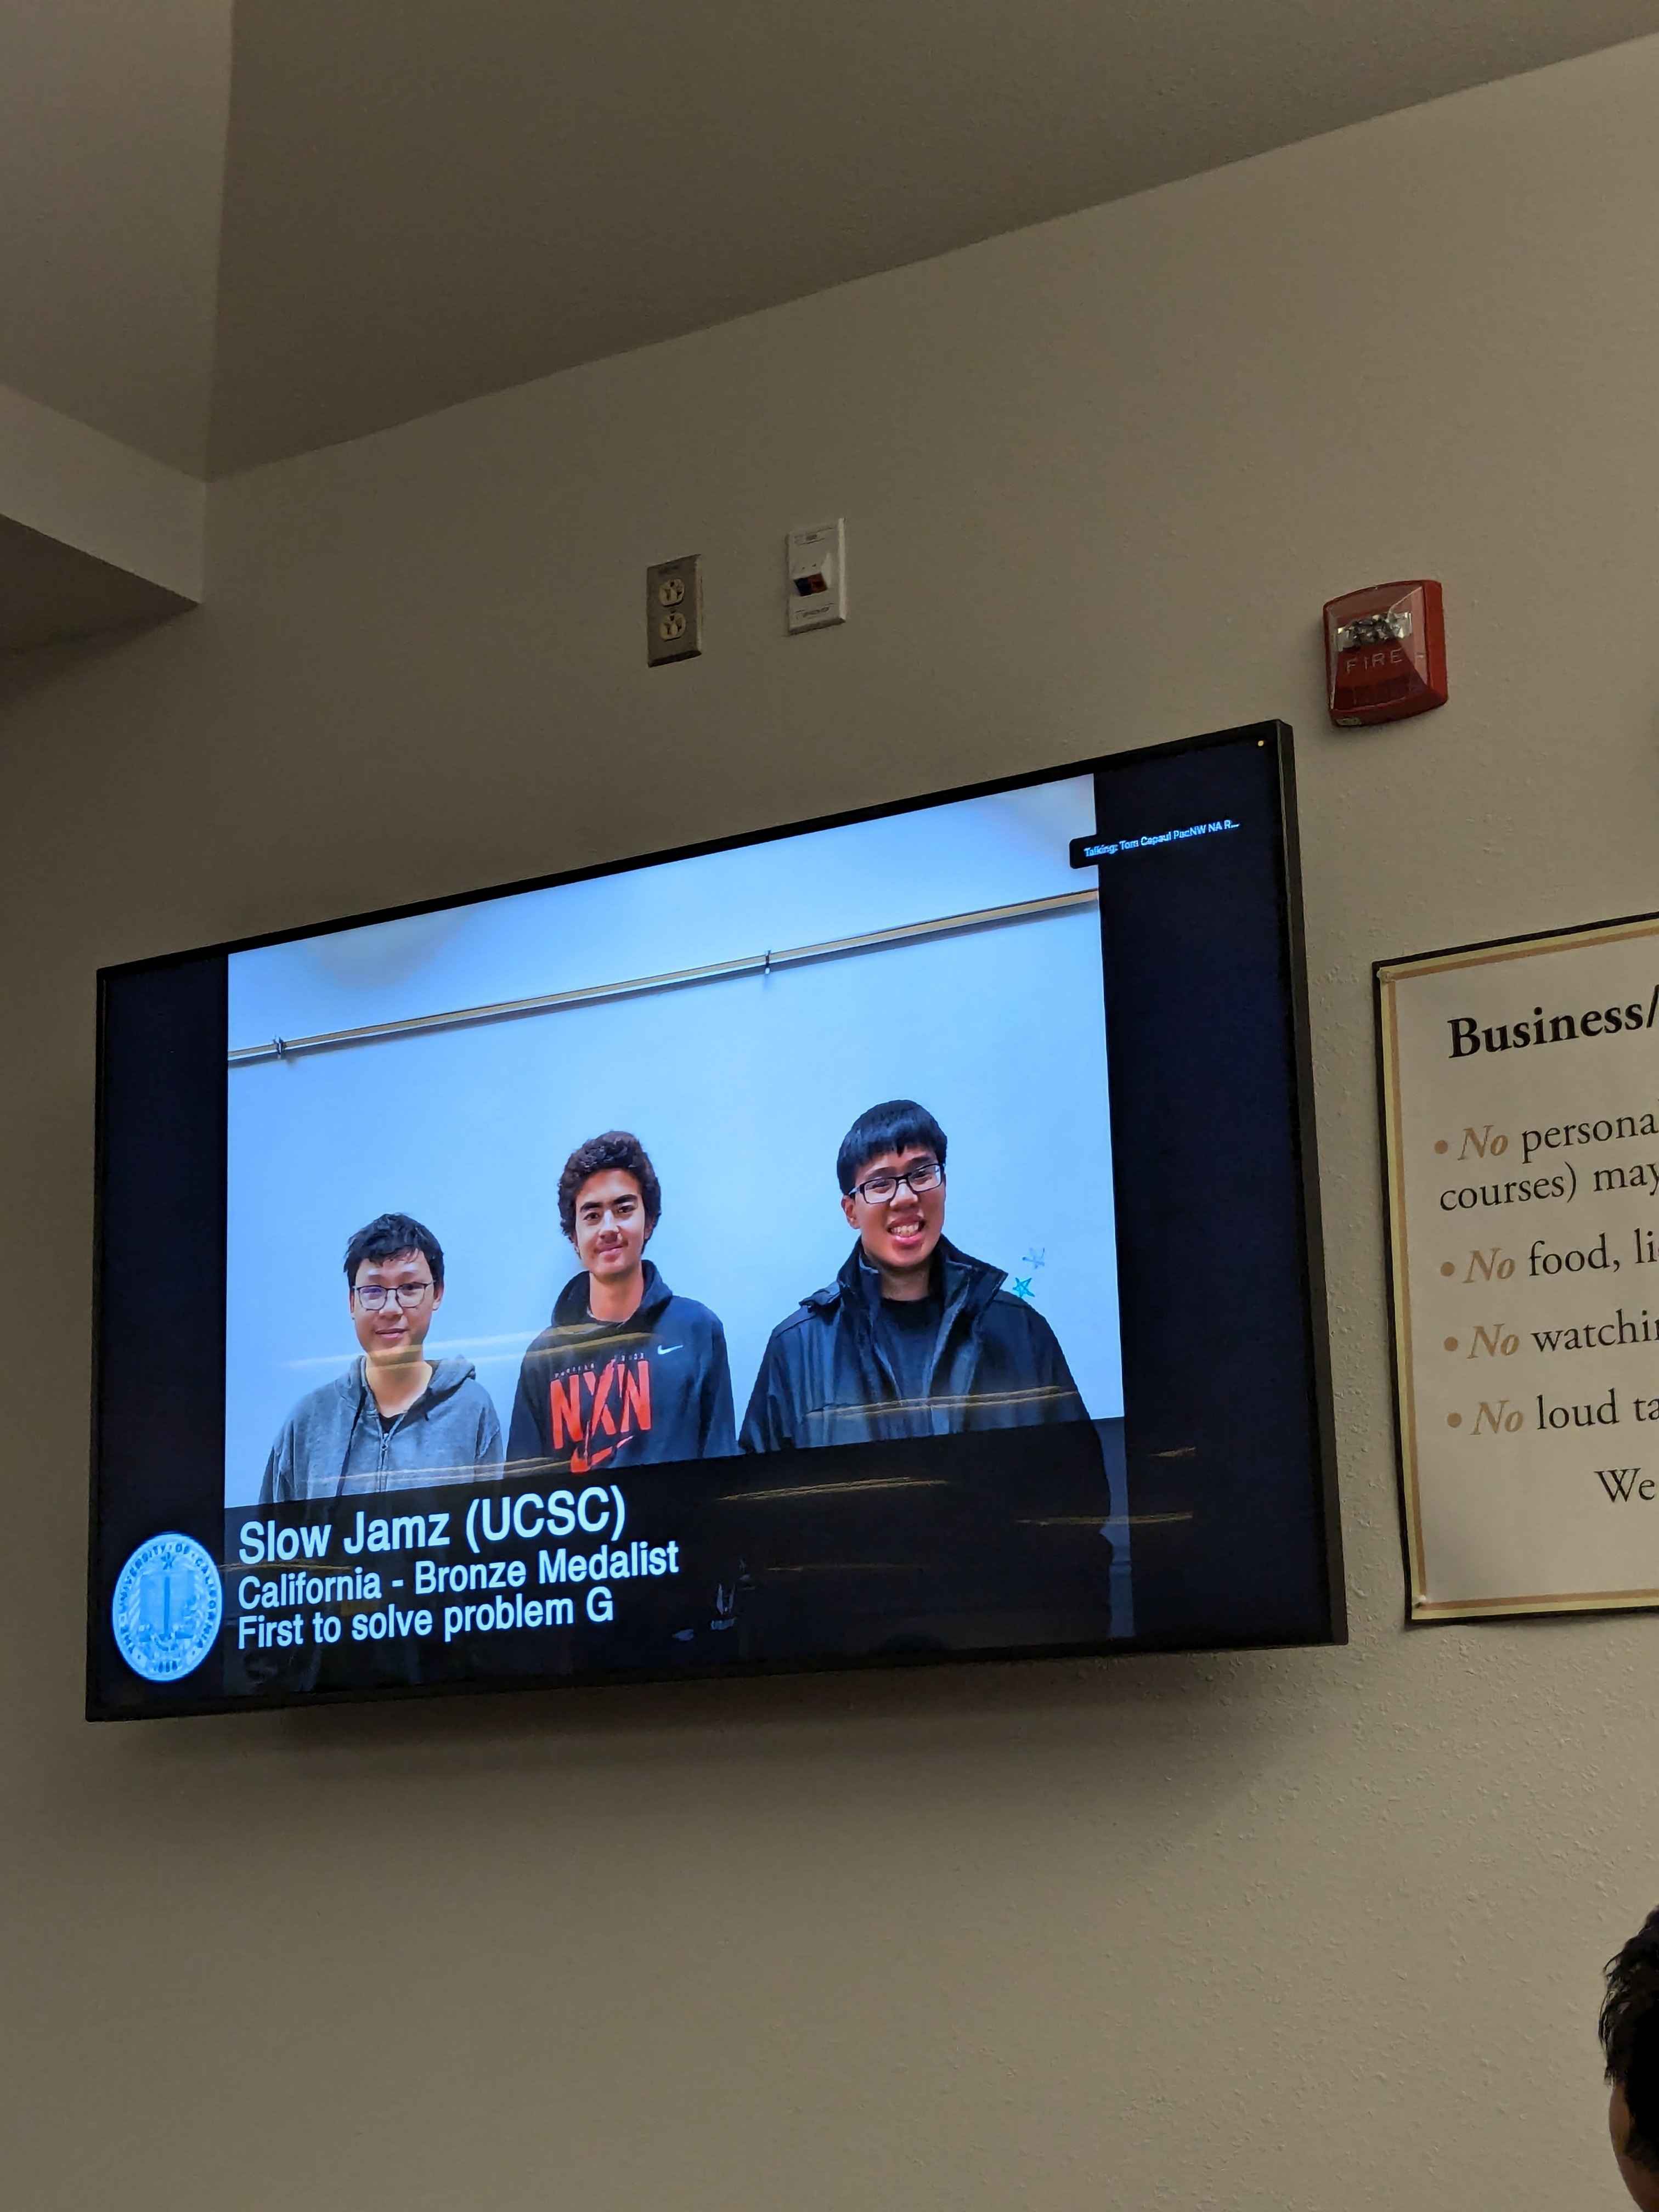 FIRE
Talking: Tom Capaul PacNW NA R...
NXN
Slow Jamz (UCSC)
California - Bronze Medalist
First to solve problem G
Business/
• No persona
courses) may
• No food, li
• No watchin
• No loud ta
We